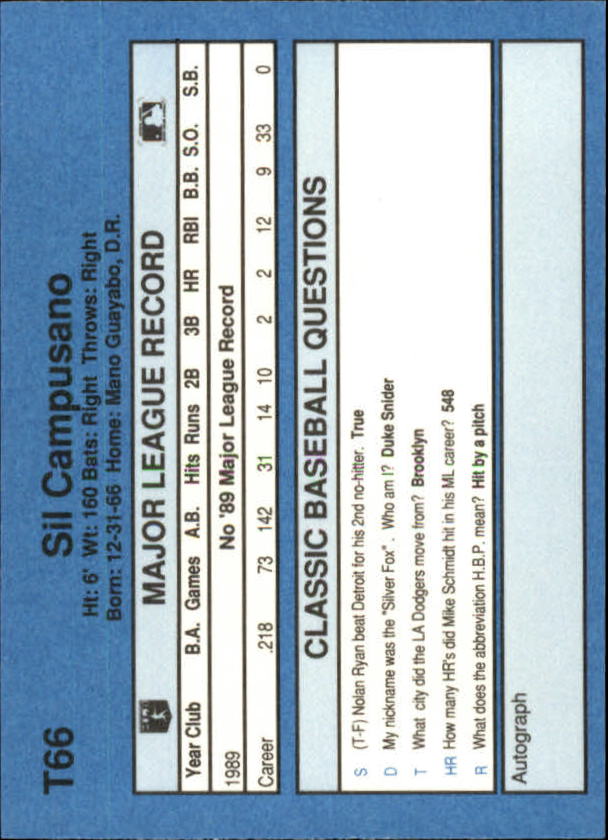 T66 Sil Campusano
Ht: 6' Wt: 160 Bats: Right Throws: Right
Born: 12-31-66 Home: Mano Guayabo, D.R.
MAJOR LEAGUE RECORD
Year Club B.A. Games A.B. Hits Runs 2B 3B HR RBI B.B. S.O. S.B.
1989 No '89 Major League Record
Career .218 73 142 31 14 10 2 2 12 9 33 0
CLASSIC BASEBALL QUESTIONS
S (T-F) Nolan Ryan beat Detroit for his 2nd no-hitter. True
D My nickname was the "Silver Fox". Who am I? Duke Snider
T What city did the LA Dodgers move from? Brooklyn
HR How many HR's did Mike Schmidt hit in his ML career? 548
R What does the abbreviation H.B.P. mean? Hit by a pitch
Autograph